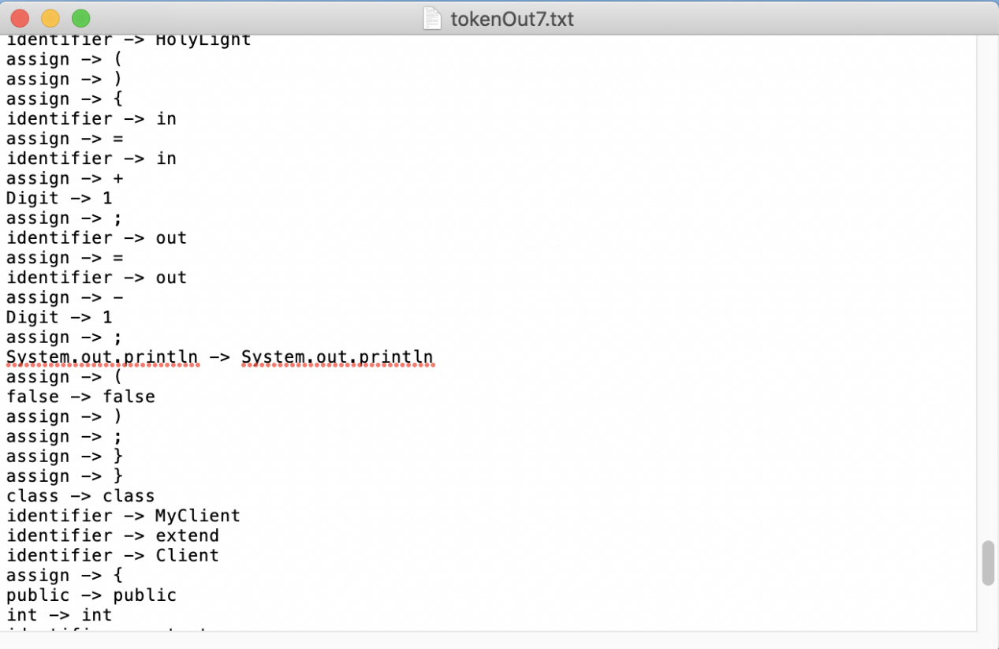 tokenOut7.txt
identifier -> HolyLight
assign -> (
assign -> )
assign -> {
identifier -> in
assign -> =
identifier -> in
assign -> +
Digit -> 1
assign -> ;
identifier -> out
assign -> =
identifier -> out
assign -> -
Digit -> 1
assign -> ;
System.out.println -> System.out.println
assign -> (
false -> false
assign -> )
assign -> ;
assign -> }
assign -> }
class -> class
identifier -> MyClient
identifier -> extend
identifier -> Client
assign -> {
public -> public
int -> int